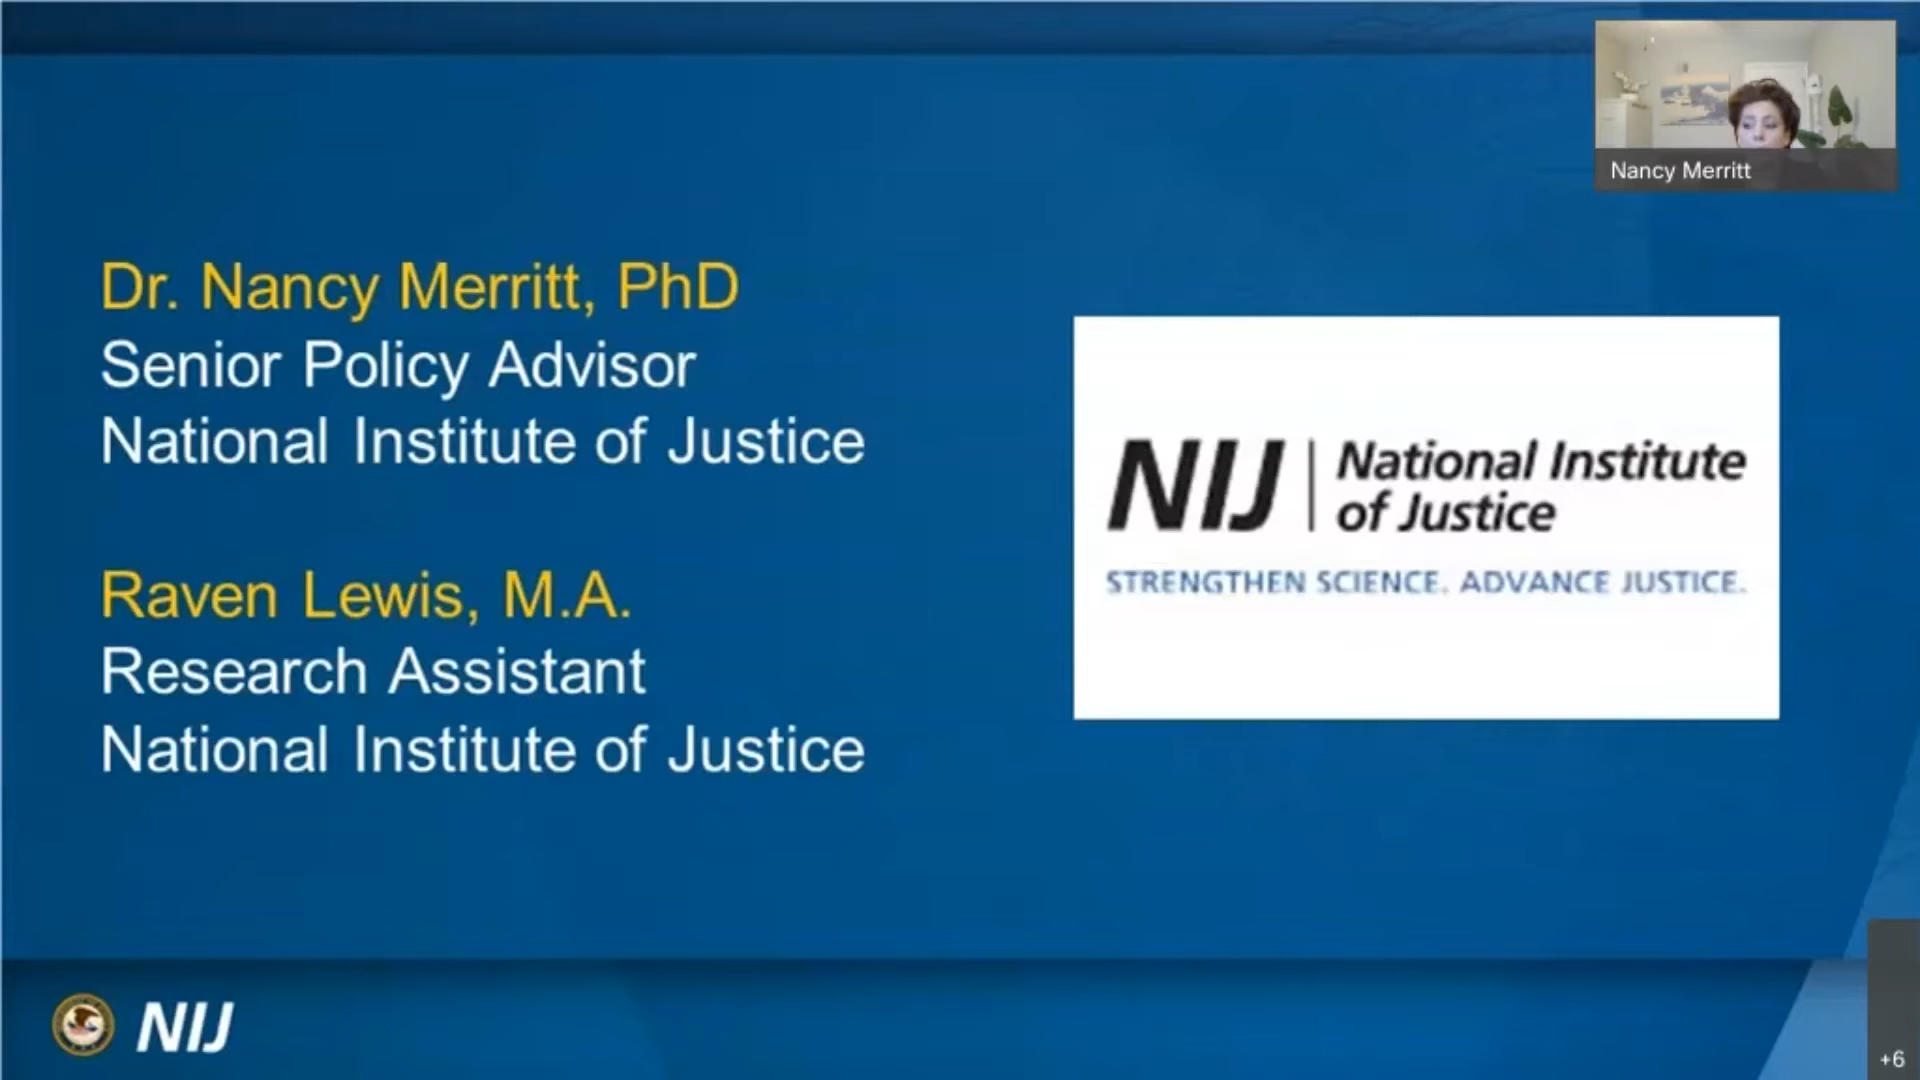 Nancy Merritt
Dr. Nancy Merritt, PhD
Senior Policy Advisor
National Institute of Justice
Raven Lewis, M.A.
Research Assistant
National Institute of Justice
NIJ | National Institute
of Justice
STRENGTHEN SCIENCE. ADVANCE JUSTICE.
NIJ
+6